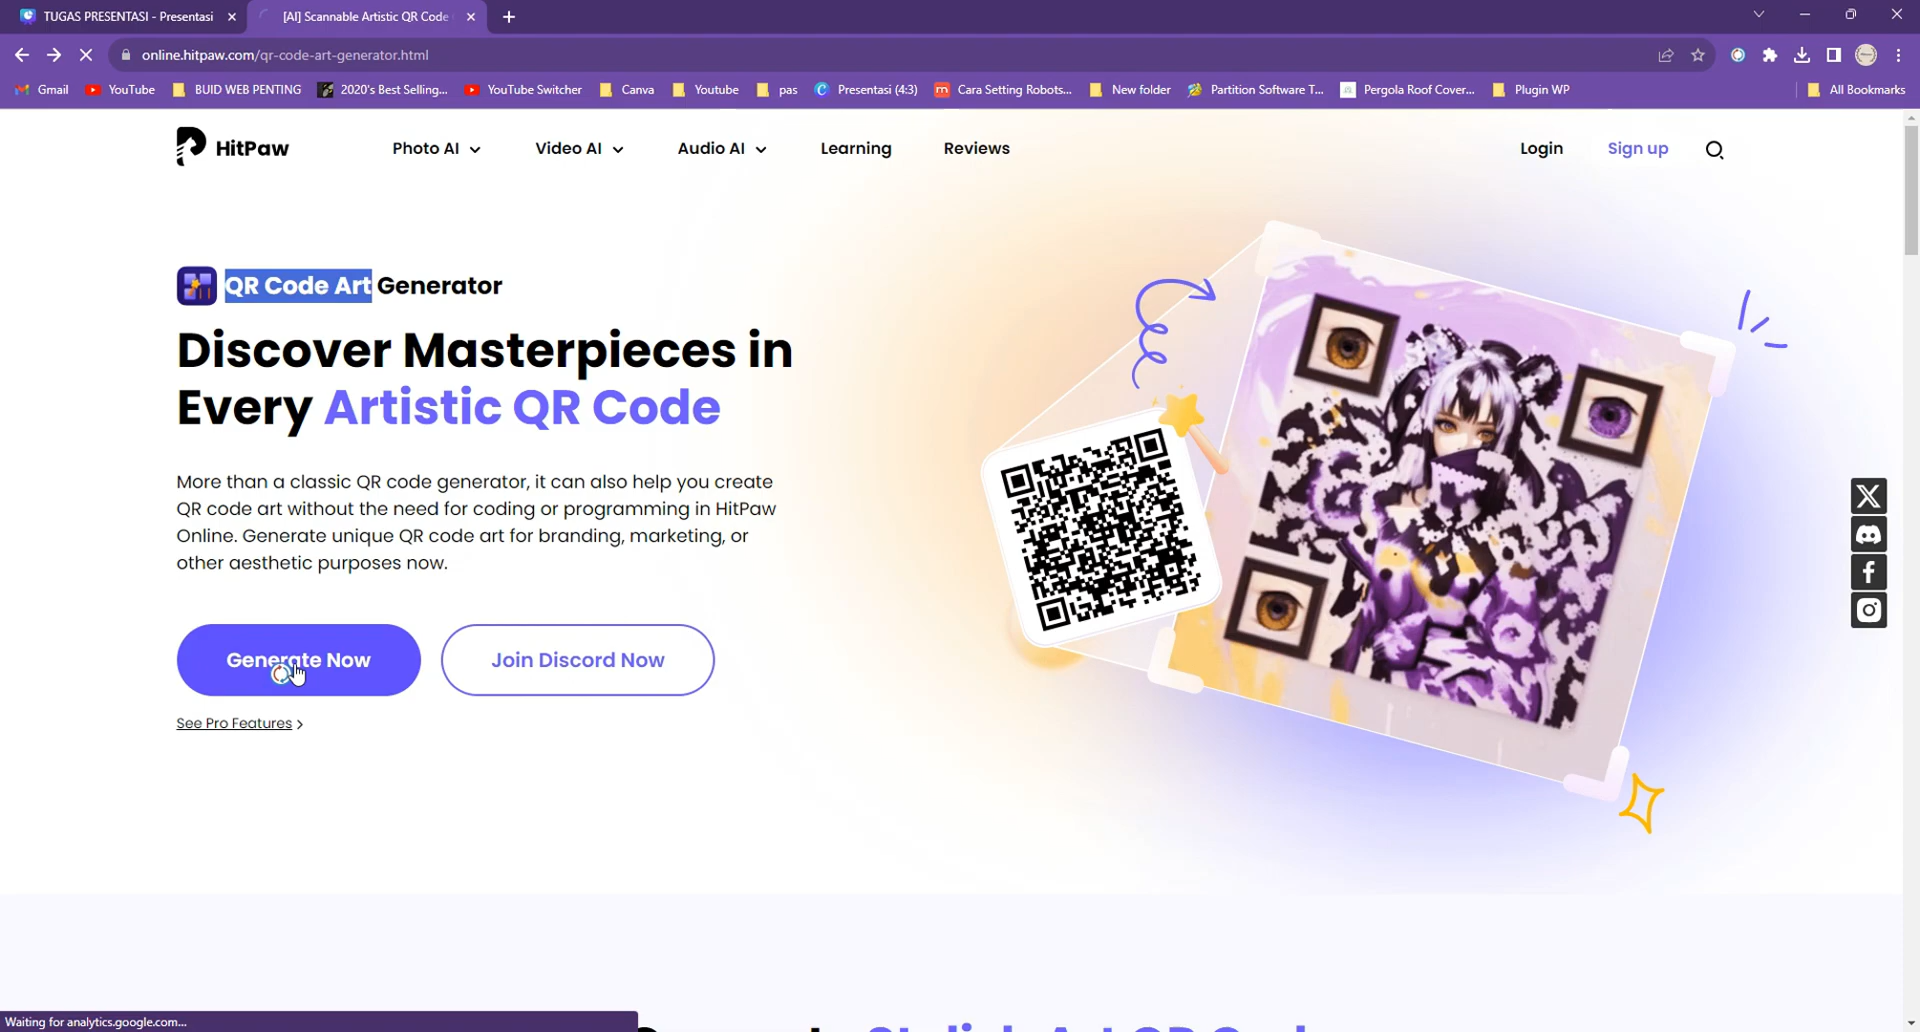 TUGAS PRESENTASI - Presentasi
[AI] Scannable Artistic QR Code
online.hitpaw.com/qr-code-art-generator.html
Gmail
YouTube
BUID WEB PENTING
2020's Best Selling...
YouTube Switcher
Canva
Youtube
pas
Presentasi (4:3)
Cara Setting Robots...
New folder
Partition Software T...
Pergola Roof Cover...
Plugin WP
All Bookmarks
HitPaw
Photo AI
Video AI
Audio AI
Learning
Reviews
Login
Sign up
QR Code Art Generator
Discover Masterpieces in
Every Artistic QR Code
More than a classic QR code generator, it can also help you create
QR code art without the need for coding or programming in HitPaw
Online. Generate unique QR code art for branding, marketing, or
other aesthetic purposes now.
Generate Now
Join Discord Now
See Pro Features >
Waiting for analytics.google.com...